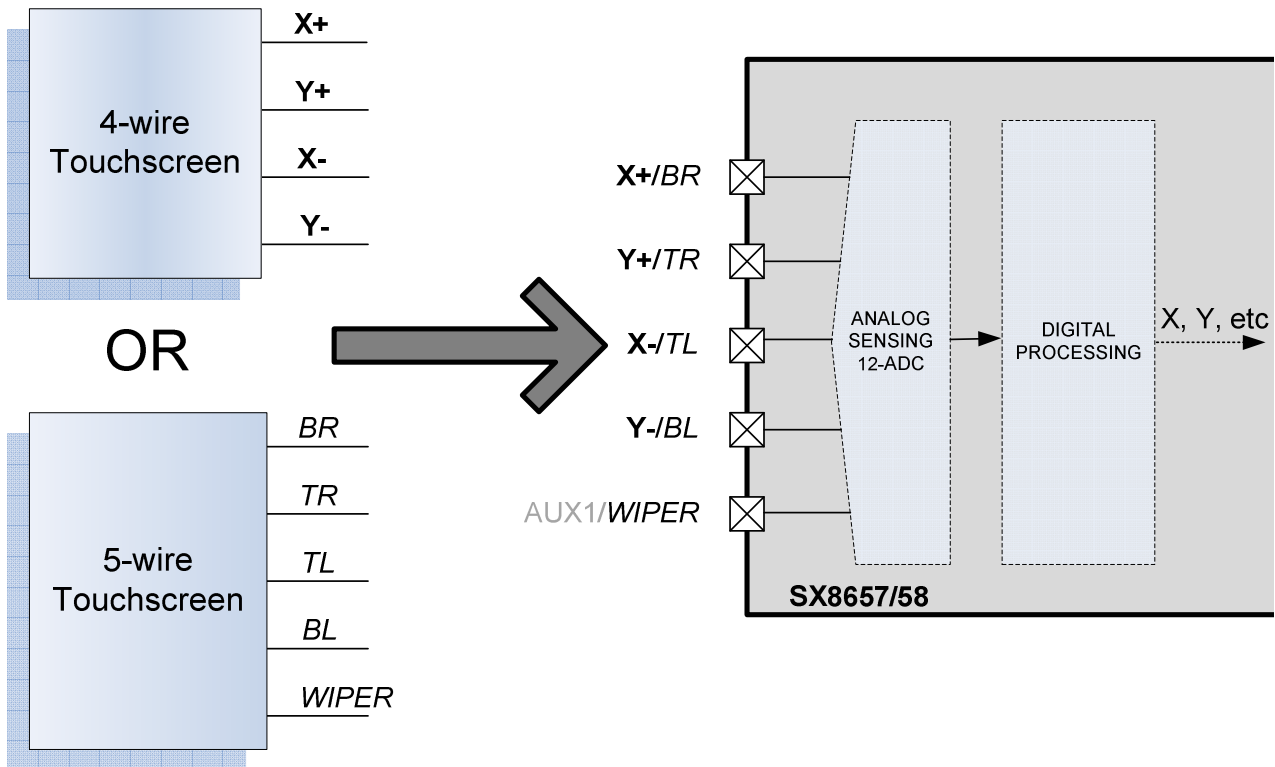 X+
Y+
X-
Y-
4-wire
Touchscreen
OR
BR
TR
TL
BL
WIPER
5-wire
Touchscreen
X+/BR
Y+/TR
X-/TL
Y-/BL
AUX1/WIPER
ANALOG
SENSING
12-ADC
DIGITAL
PROCESSING
X, Y, etc
SX8657/58